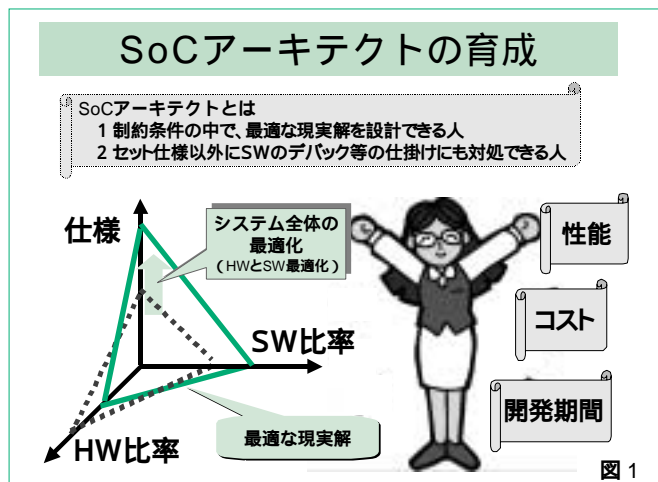 SoCアーキテクトの育成
SoCアーキテクトとは
1 制約条件の中で、最適な現実解を設計できる人
2 セット仕様以外にSWのデバック等の仕掛けにも対処できる人
仕様
システム全体の
最適化
（HWとSW最適化）
SW比率
HW比率
最適な現実解
性能
コスト
開発期間
図 1